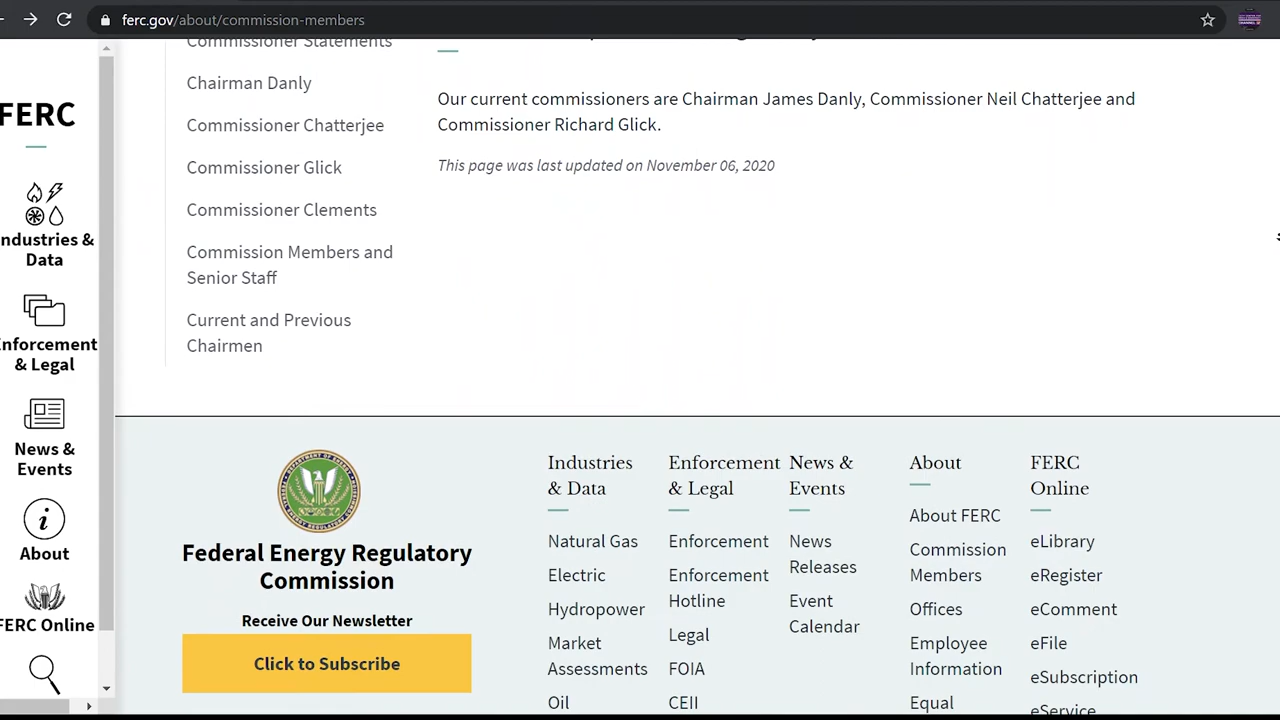 ferc.gov/about/commission-members
FERC
Industries &
Data
Enforcement
& Legal
News &
Events
About
FERC Online
Commissioner Statements
Chairman Danly
Commissioner Chatterjee
Commissioner Glick
Commissioner Clements
Commission Members and
Senior Staff
Current and Previous
Chairmen
Our current commissioners are Chairman James Danly, Commissioner Neil Chatterjee and
Commissioner Richard Glick.
This page was last updated on November 06, 2020
Federal Energy Regulatory
Commission
Receive Our Newsletter
Click to Subscribe
Industries
& Data
Natural Gas
Electric
Hydropower
Market
Assessments
Oil
Enforcement
& Legal
Enforcement
Enforcement
Hotline
Legal
FOIA
CEII
News &
Events
News
Releases
Event
Calendar
About
About FERC
Commission
Members
Offices
Employee
Information
Equal
FERC
Online
eLibrary
eRegister
eComment
eFile
eSubscription
eService